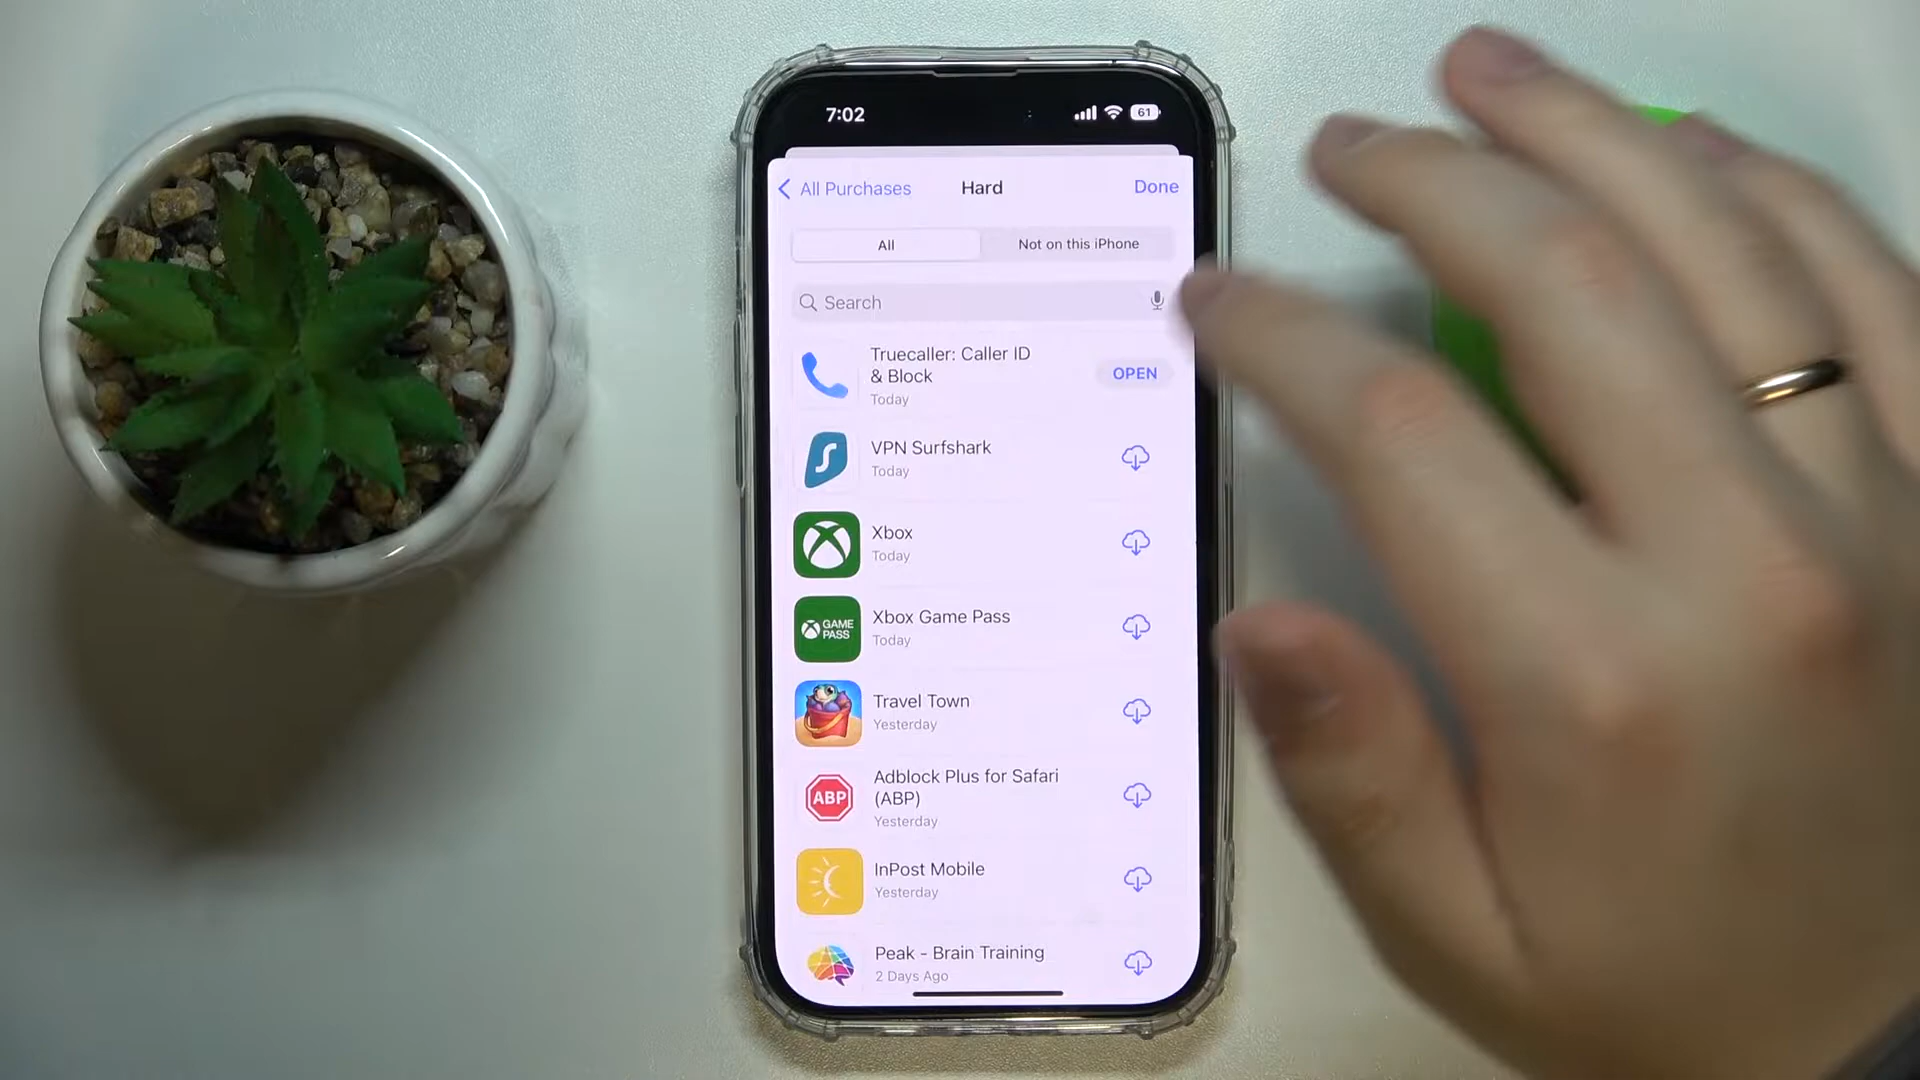 7:02
61
All Purchases
Hard
Done
All
Not on this iPhone
Search
Truecaller: Caller ID
& Block
Today
OPEN
VPN Surfshark
Today
Xbox
Today
GAME
PASS
Xbox Game Pass
Today
Travel Town
Yesterday
ABP
Adblock Plus for Safari
(ABP)
Yesterday
InPost Mobile
Yesterday
Peak - Brain Training
2 Days Ago